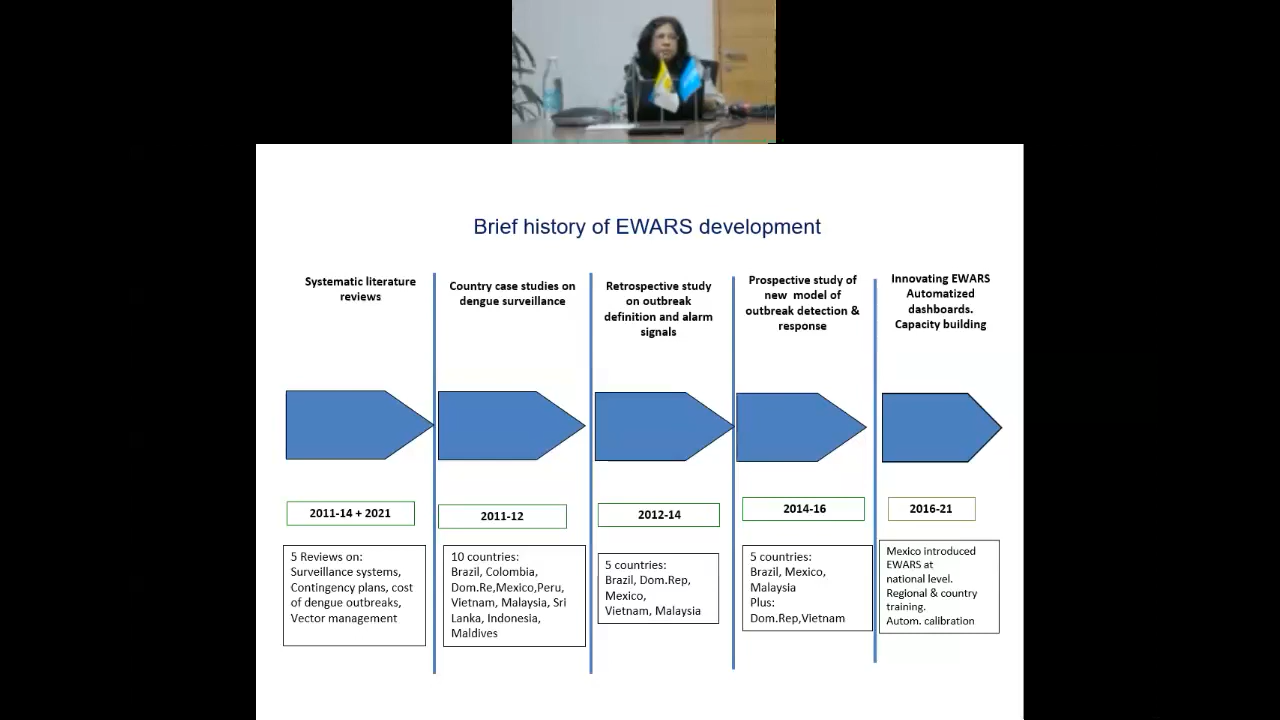 Brief history of EWARS development
Systematic literature
reviews
Country case studies on
dengue surveillance
Retrospective study
on outbreak
definition and alarm
signals
Prospective study of
new model of
outbreak detection &
response
Innovating EWARS
Automatized
dashboards.
Capacity building
2011-14 + 2021
2011-12
2012-14
2014-16
2016-21
5 Reviews on:
Surveillance systems,
Contingency plans, cost
of dengue outbreaks,
Vector management
10 countries:
Brazil, Colombia,
Dom.Re,Mexico,Peru,
Vietnam, Malaysia, Sri
Lanka, Indonesia,
Maldives
5 countries:
Brazil, Dom.Rep,
Mexico,
Vietnam, Malaysia
5 countries:
Brazil, Mexico,
Malaysia
Plus:
Dom.Rep,Vietnam
Mexico introduced
EWARS at
national level.
Regional & country
training.
Autom. calibration